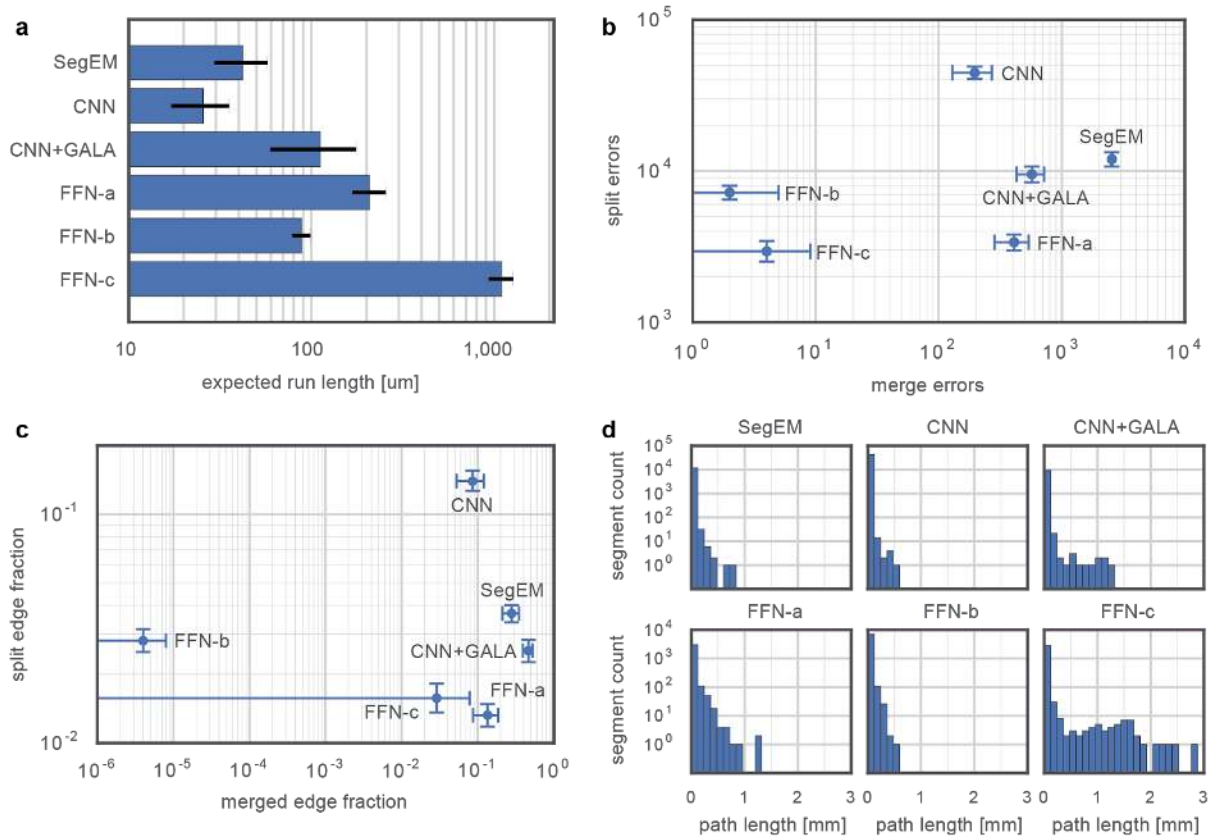 a
SegEM
CNN
CNN+GALA
FFN-a
FFN-b
FFN-c
10 100 1,000
expected run length [um]
b
10^5
10^4
10^3
split errors
CNN
SegEM
CNN+GALA
FFN-b
FFN-c
FFN-a
10^0 10^1 10^2 10^3 10^4
merge errors
c
10^-1
10^-2
split edge fraction
CNN
SegEM
FFN-b
CNN+GALA
FFN-a
FFN-c
10^-6 10^-5 10^-4 10^-3 10^-2 10^-1 10^0
merged edge fraction
d
SegEM CNN CNN+GALA
segment count
10^5
10^4
10^3
10^2
10^1
10^0
FFN-a FFN-b FFN-c
segment count
10^4
10^3
10^2
10^1
10^0
0 1 2 3 0 1 2 3 0 1 2 3
path length [mm] path length [mm] path length [mm]